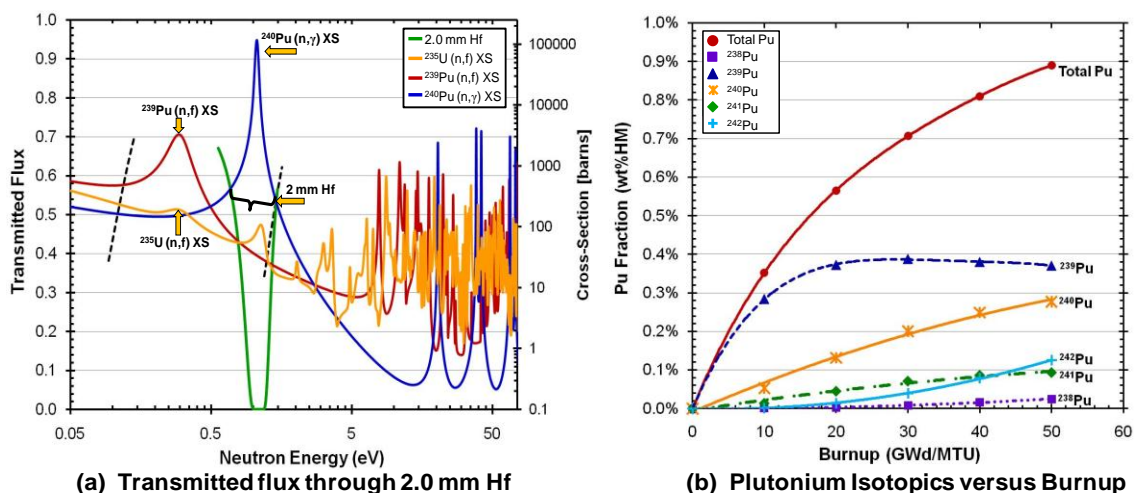 1.0
0.9
0.8
0.7
0.6
0.5
0.4
0.3
0.2
0.1
0.0
Transmitted Flux
0.05
0.5
5
50
Neutron Energy (eV)
100000
10000
1000
100
10
1
0.1
Cross-Section [barns]
²⁴⁰Pu (n,γ) XS
²³⁹Pu (n,f) XS
²³⁵U (n,f) XS
2 mm Hf
2.0 mm Hf
²³⁵U (n,f) XS
²³⁹Pu (n,f) XS
²⁴⁰Pu (n,γ) XS
(a) Transmitted flux through 2.0 mm Hf
1.0%
0.9%
0.8%
0.7%
0.6%
0.5%
0.4%
0.3%
0.2%
0.1%
0.0%
Pu Fraction (wt%HM)
0
10
20
30
40
50
60
Burnup (GWd/MTU)
Total Pu
²³⁸Pu
²³⁹Pu
²⁴⁰Pu
²⁴¹Pu
²⁴²Pu
Total Pu
²³⁹Pu
²⁴⁰Pu
²⁴²Pu
²⁴¹Pu
²³⁸Pu
(b) Plutonium Isotopics versus Burnup